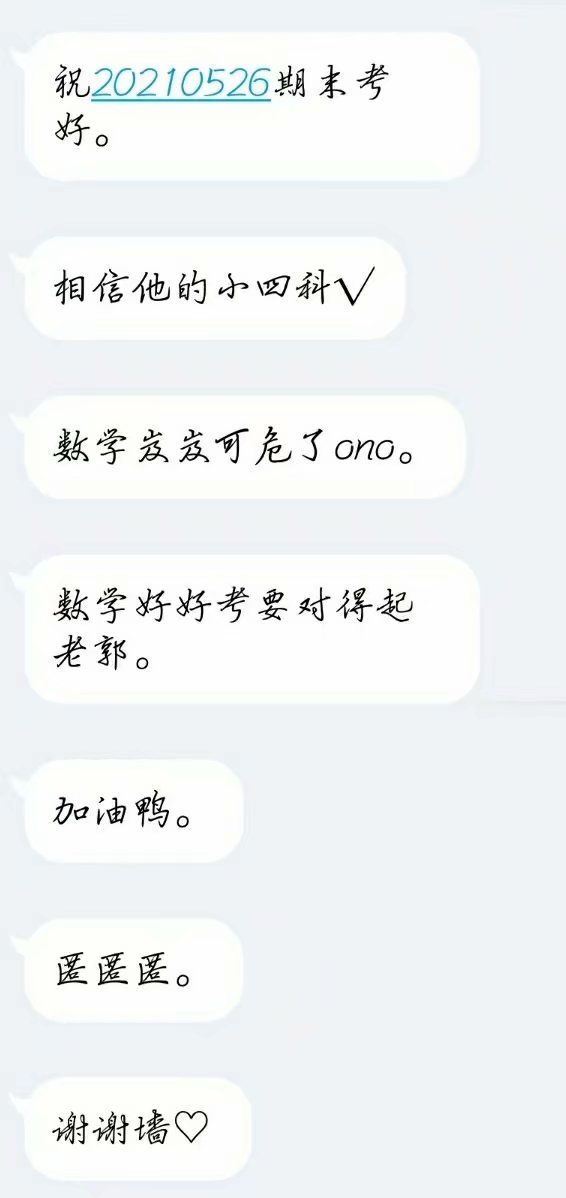 祝20210526期末考
好。
相信他的小四科√
数学岌岌可危了ono。
数学好好考要对得起
老郭。
加油鸭。
匿匿匿。
谢谢墙♡